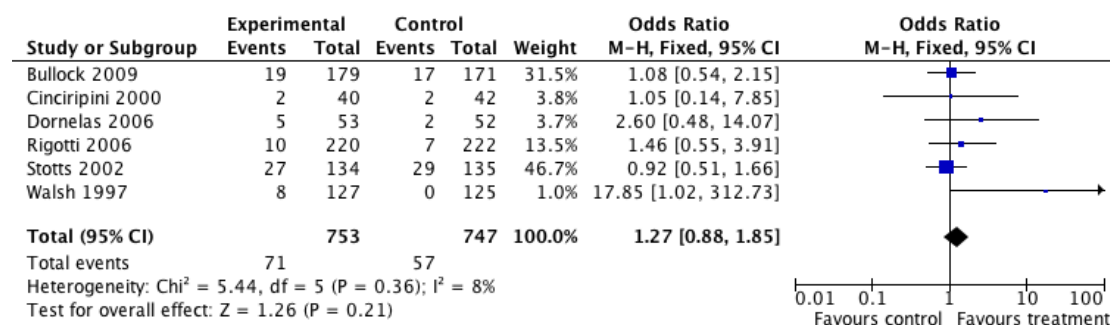 Experimental Control Odds Ratio Odds Ratio
Study or Subgroup Events Total Events Total Weight M-H, Fixed, 95% CI M-H, Fixed, 95% CI
Bullock 2009 19 179 17 171 31.5% 1.08 [0.54, 2.15]
Cinciripini 2000 2 40 2 42 3.8% 1.05 [0.14, 7.85]
Dornelas 2006 5 53 2 52 3.7% 2.60 [0.48, 14.07]
Rigotti 2006 10 220 7 222 13.5% 1.46 [0.55, 3.91]
Stotts 2002 27 134 29 135 46.7% 0.92 [0.51, 1.66]
Walsh 1997 8 127 0 125 1.0% 17.85 [1.02, 312.73]
Total (95% CI) 753 747 100.0% 1.27 [0.88, 1.85]
Total events 71 57
Heterogeneity: Chi² = 5.44, df = 5 (P = 0.36); I² = 8%
Test for overall effect: Z = 1.26 (P = 0.21)
0.01 0.1 1 10 100
Favours control Favours treatment